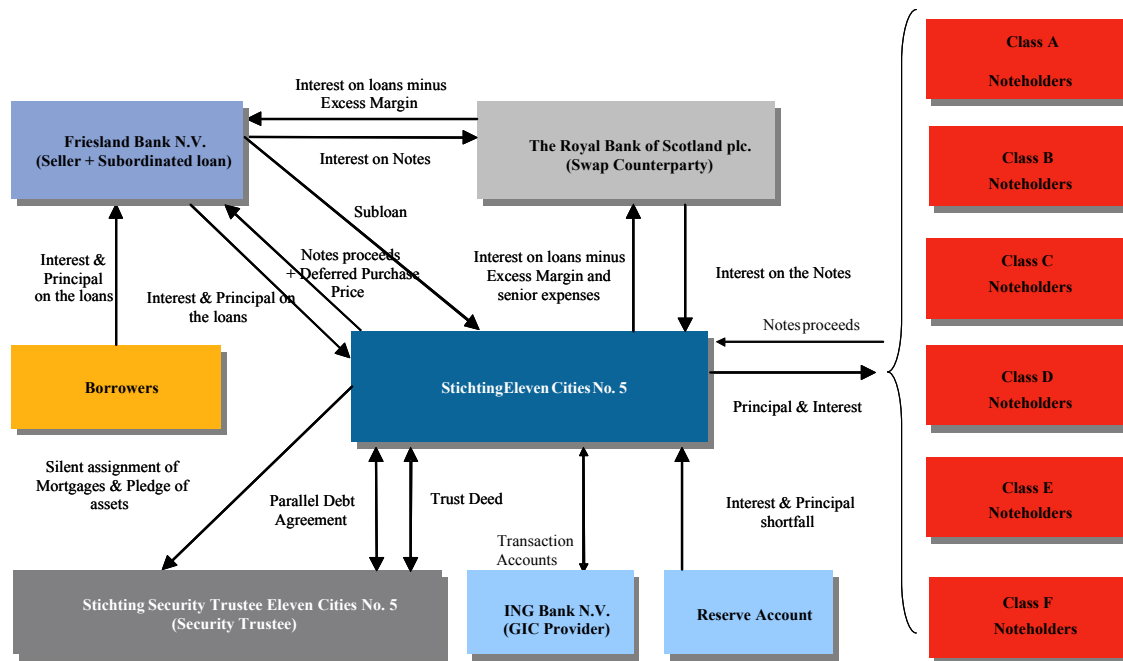 Interest on loans minus
Excess Margin
Friesland Bank N.V.
(Seller + Subordinated loan)
The Royal Bank of Scotland plc.
(Swap Counterparty)
Interest on Notes
Subloan
Interest &
Principal
on the loans
Interest & Principal on
the loans
Notes proceeds
+ Deferred Purchase
Price
Interest on loans minus
Excess Margin and
senior expenses
Interest on the Notes
Notes proceeds
Borrowers
Stichting Eleven Cities No. 5
Principal & Interest
Silent assignment of
Mortgages & Pledge of
assets
Parallel Debt
Agreement
Trust Deed
Transaction
Accounts
Interest & Principal
shortfall
Stichting Security Trustee Eleven Cities No. 5
(Security Trustee)
ING Bank N.V.
(GIC Provider)
Reserve Account
Class A
Noteholders
Class B
Noteholders
Class C
Noteholders
Class D
Noteholders
Class E
Noteholders
Class F
Noteholders